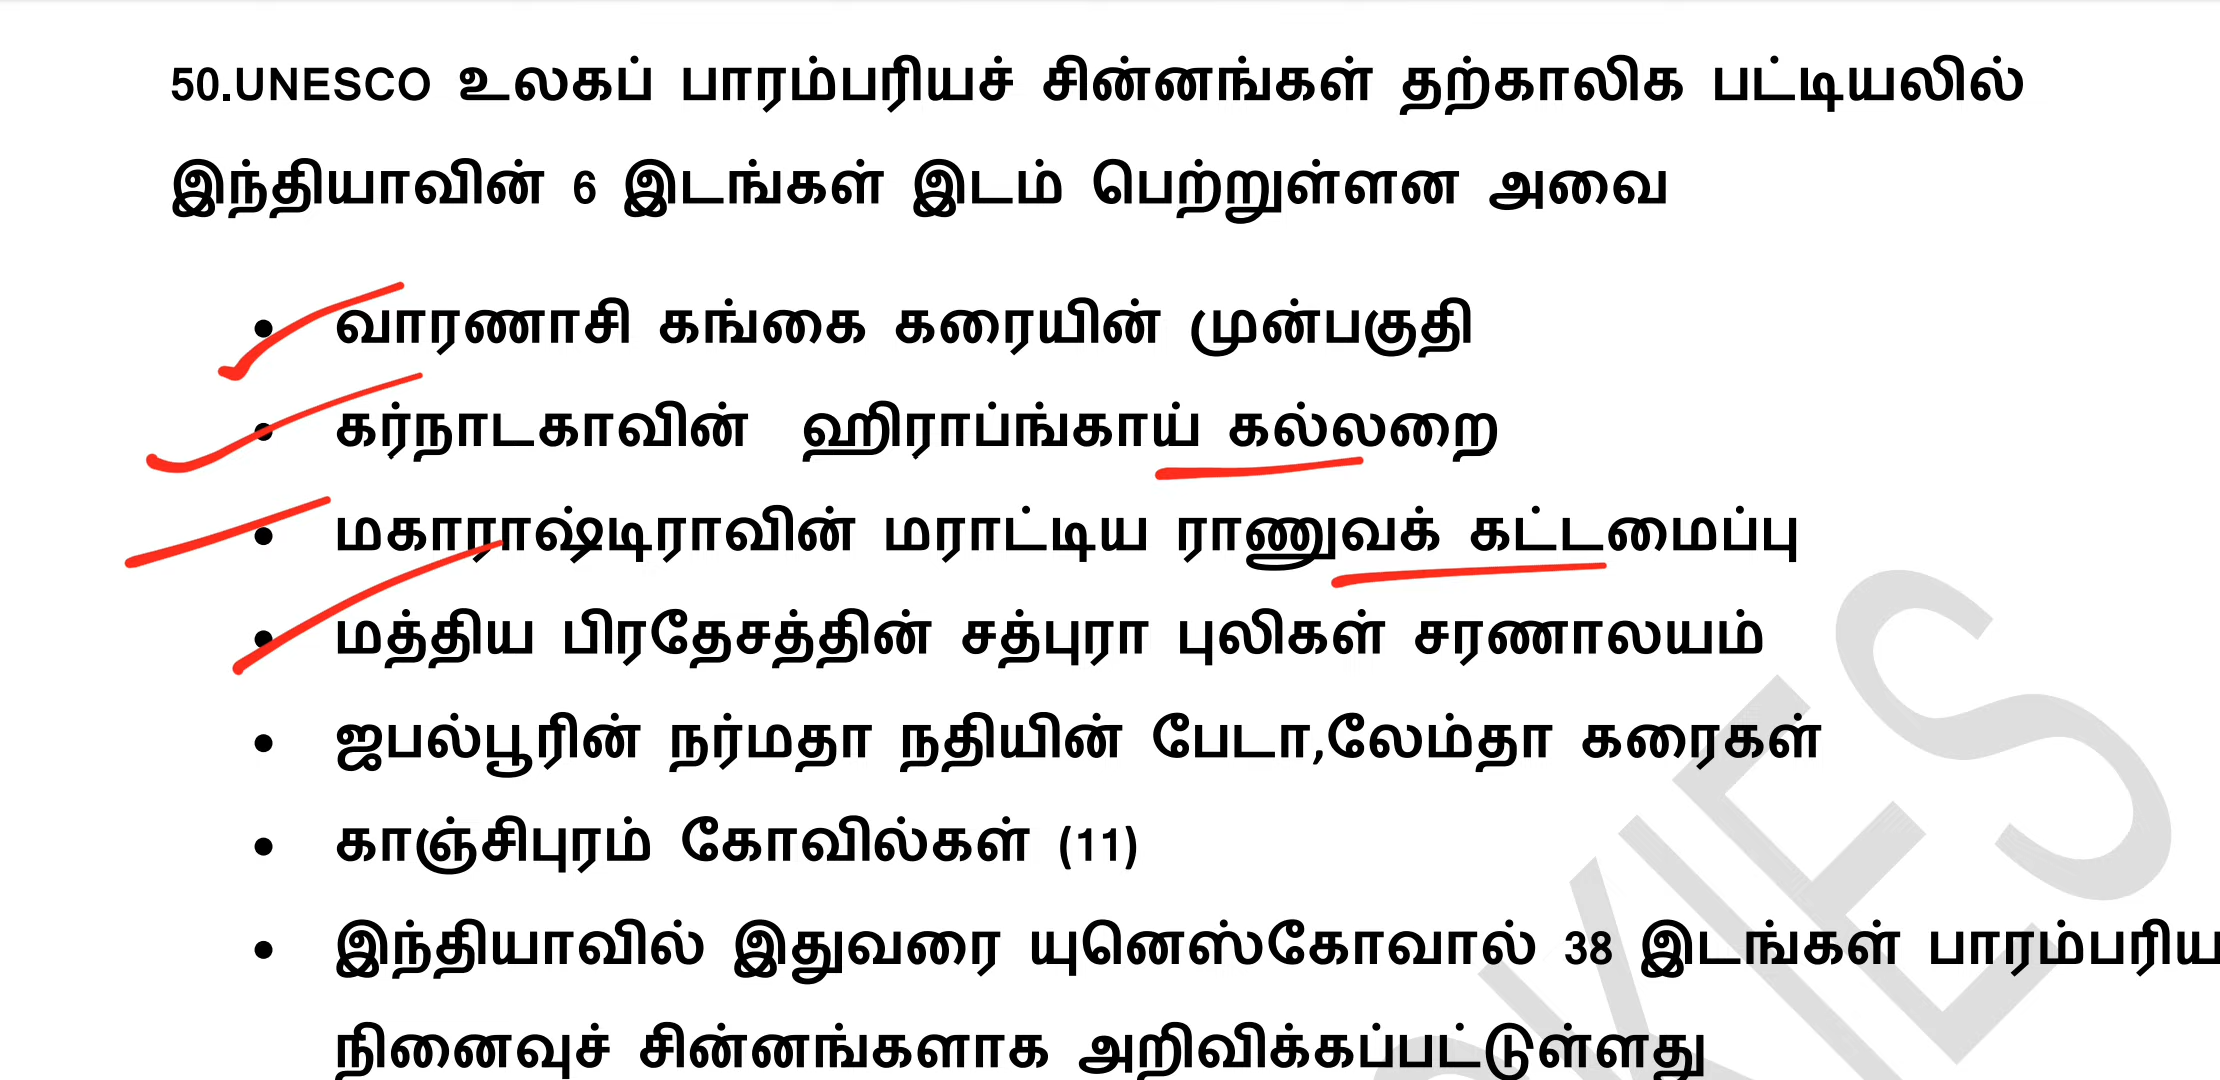 50.UNESCO உலகப் பாரம்பரியச் சின்னங்கள் தற்காலிக பட்டியலில்
இந்தியாவின் 6 இடங்கள் இடம் பெற்றுள்ளன அவை
• வாரணாசி கங்கை கரையின் முன்பகுதி
• கர்நாடகாவின் ஹிராப்ங்காய் கல்லறை
• மகாராஷ்டிராவின் மராட்டிய ராணுவக் கட்டமைப்பு
• மத்திய பிரதேசத்தின் சத்புரா புலிகள் சரணாலயம்
• ஜபல்பூரின் நர்மதா நதியின் பேடா,லேம்தா கரைகள்
• காஞ்சிபுரம் கோவில்கள் (11)
• இந்தியாவில் இதுவரை யுனெஸ்கோவால் 38 இடங்கள் பாரம்பரிய
நினைவுச் சின்னங்களாக அறிவிக்கப்பட்டுள்ளது